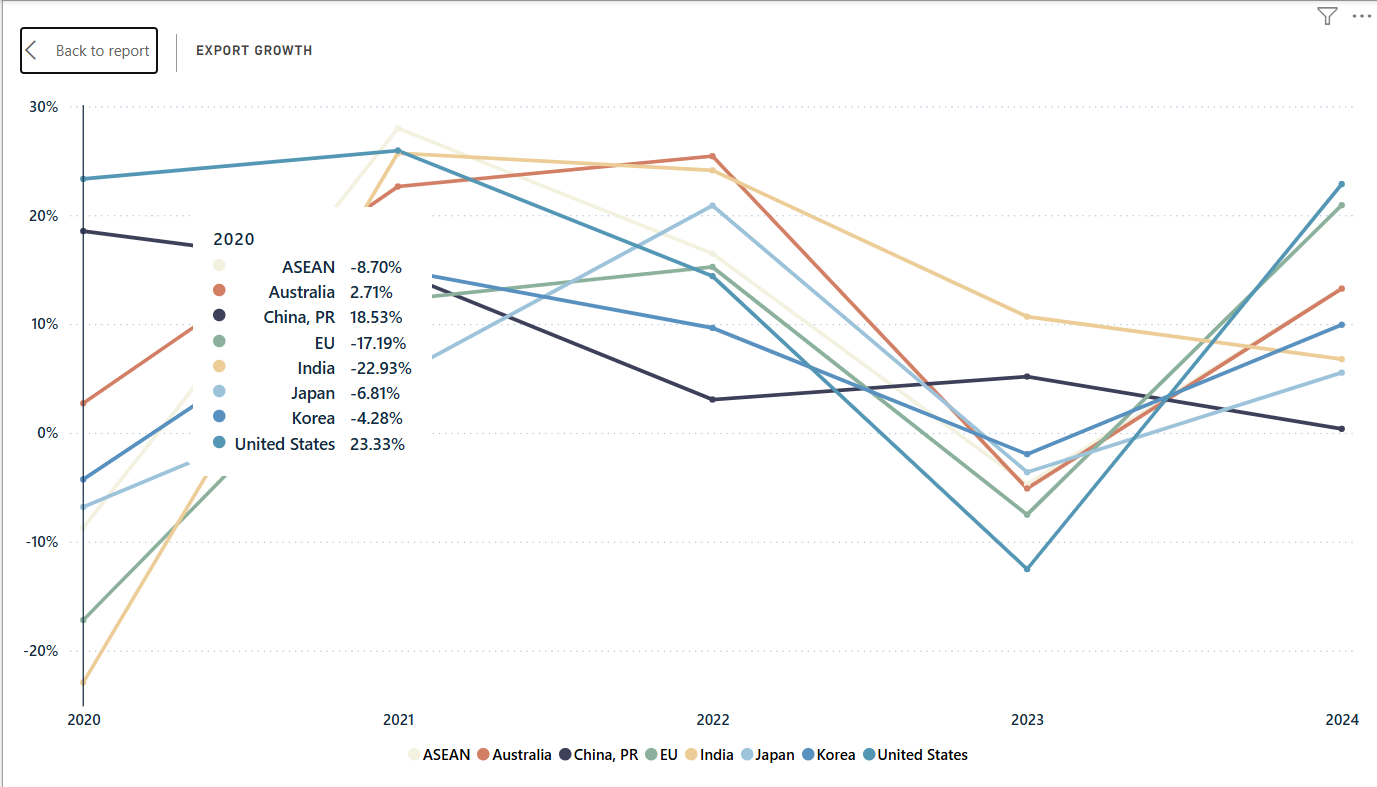 Back to report
EXPORT GROWTH
30%
20%
10%
0%
-10%
-20%
2020
ASEAN -8.70%
Australia 2.71%
China, PR 18.53%
EU -17.19%
India -22.93%
Japan -6.81%
Korea -4.28%
United States 23.33%
2020 2021 2022 2023 2024
ASEAN Australia China, PR EU India Japan Korea United States